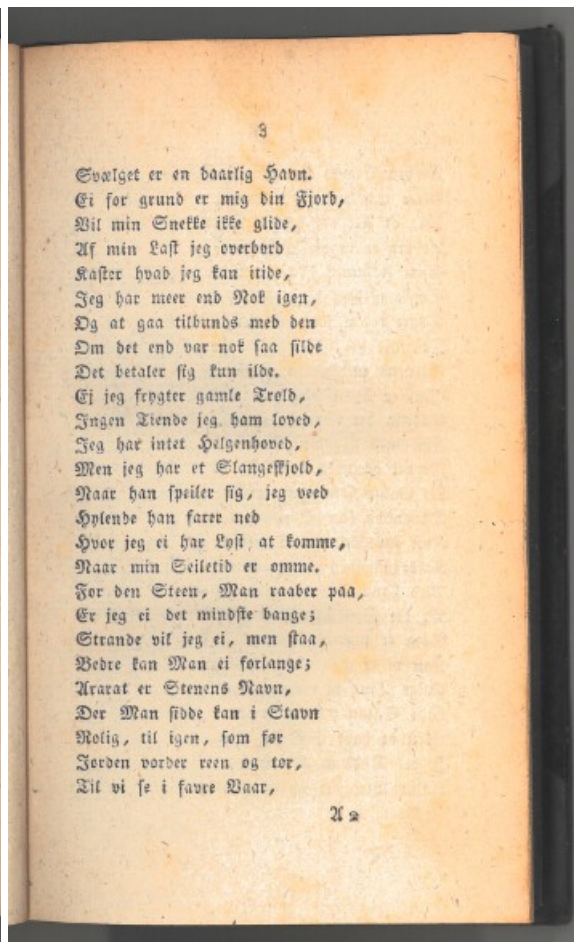 3
Svælget er en daarlig Havn.
Ei for grund er mig din Fjord,
Vil min Snekke ikke glide,
Af min Last jeg overbord
Kaster hvad jeg kan itide,
Jeg har meer end Nok igen,
Og at gaa tilbunds med den
Om det end var nok saa silde
Det betaler sig kun ilde.
Ej jeg frygter gamle Trold,
Ingen Tiende jeg ham loved,
Jeg har intet Helgenhoved,
Men jeg har et Slangeskjold,
Naar han speiler sig, jeg veed
Hylende han farer ned
Hvor jeg ei har Lyst at komme,
Naar min Seiletid er omme.
For den Steen, Man raaber paa,
Er jeg ei det mindste bange;
Strande vil jeg ei, men staa,
Bedre kan Man ei forlange;
Ararat er Stenens Navn,
Der Man sidde kan i Stavn
Rolig, til igen, som før
Jorden vorder reen og tør,
Til vi se i favre Vaar,
A 2